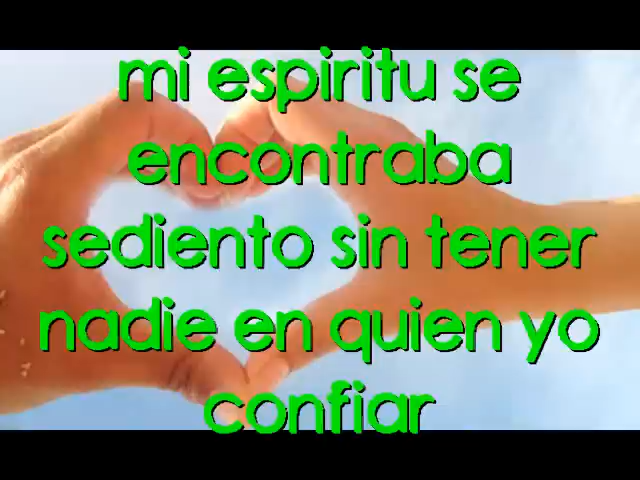 mi espiritu se
encontraba
sediento sin tener
nadie en quien yo
confiar